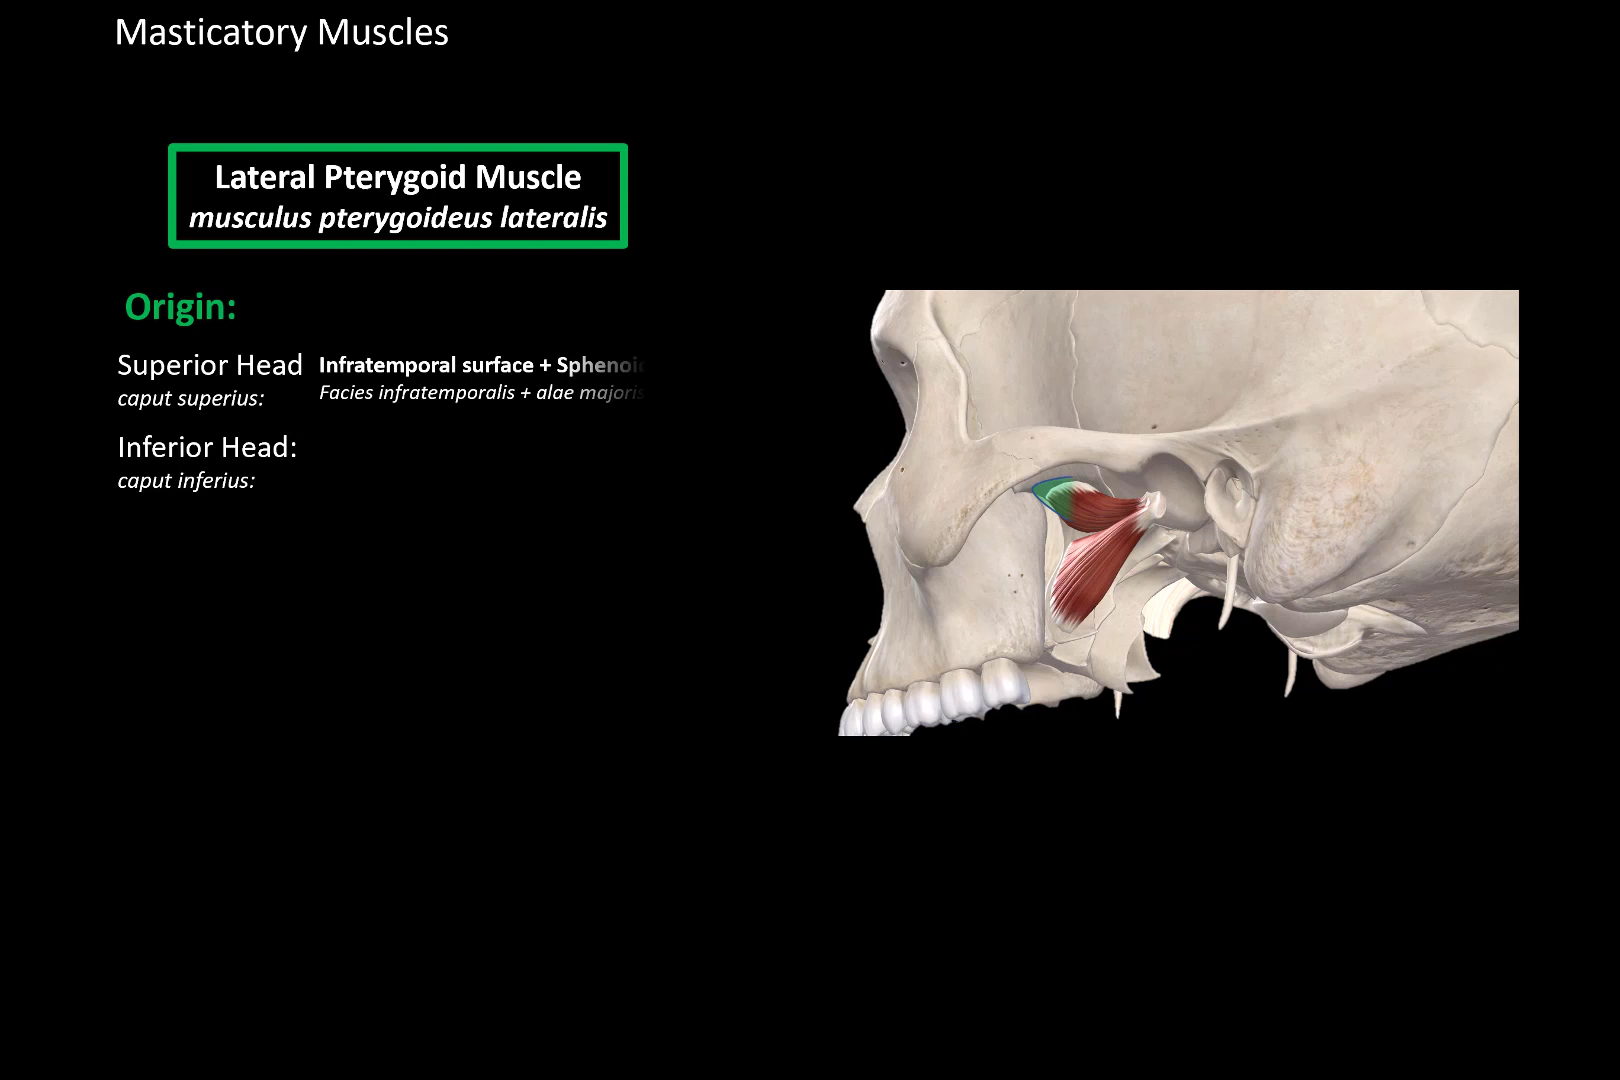 Masticatory Muscles
Lateral Pterygoid Muscle
musculus pterygoideus lateralis
Origin:
Superior Head Infratemporal surface + Sphenoid
caput superius: Facies infratemporalis + alae majoris
Inferior Head:
caput inferius: